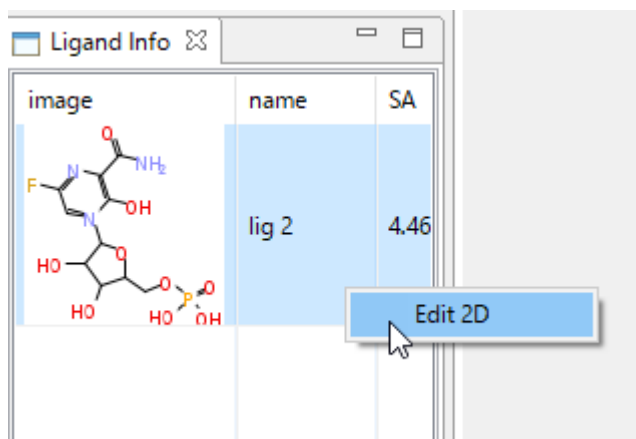 Ligand Info
image name SA
O
N NH₂
F
OH
N
lig 2 4.46
O
HO O O
P
HO HO OH
Edit 2D